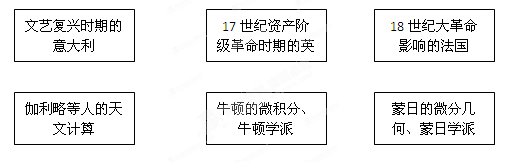 文艺复兴时期的
意大利
17 世纪资产阶
级革命时期的英
18 世纪大革命
影响的法国
伽利略等人的天
文计算
牛顿的微积分、
牛顿学派
蒙日的微分几
何、蒙日学派